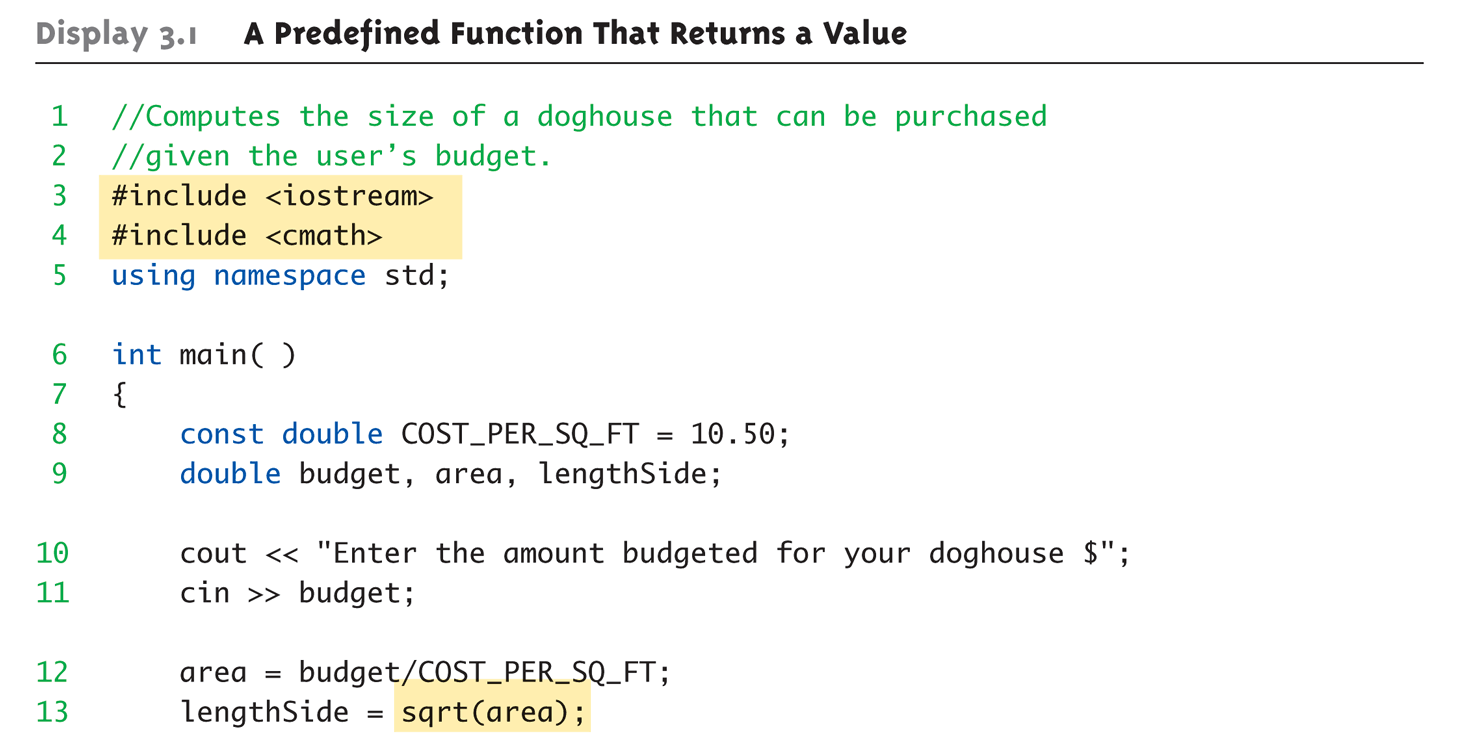 Display 3.1 A Predefined Function That Returns a Value
1 //Computes the size of a doghouse that can be purchased
2 //given the user’s budget.
3 #include <iostream>
4 #include <cmath>
5 using namespace std;
6 int main( )
7 {
8 const double COST_PER_SQ_FT = 10.50;
9 double budget, area, lengthSide;
10 cout << "Enter the amount budgeted for your doghouse $";
11 cin >> budget;
12 area = budget/COST_PER_SQ_FT;
13 lengthSide = sqrt(area);